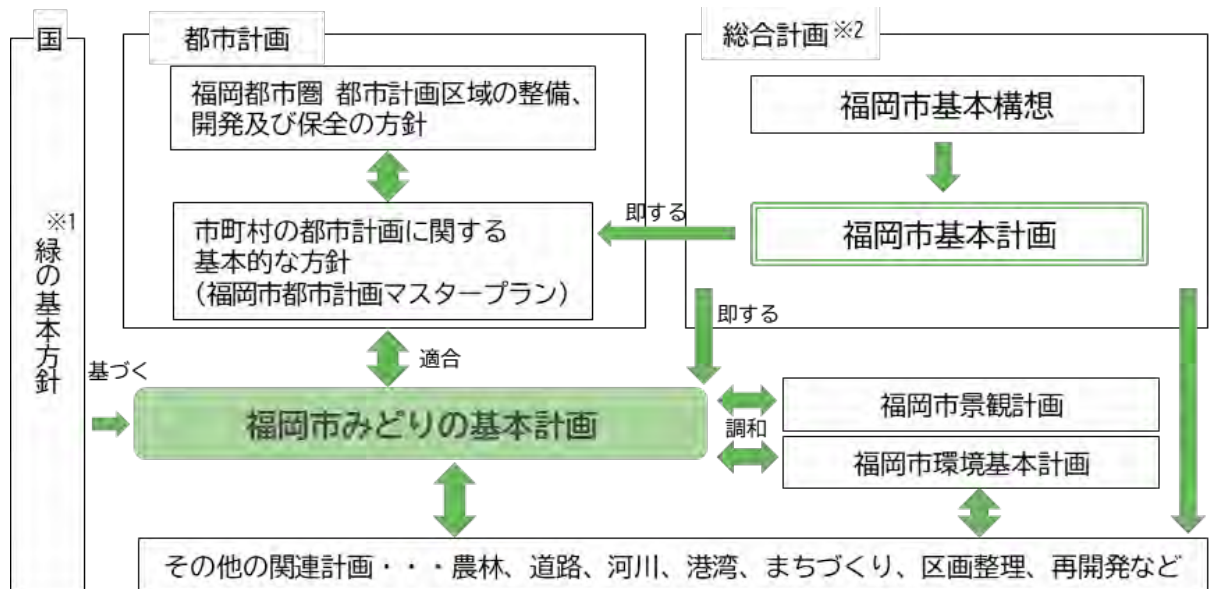 国
※1
緑の基本方針
都市計画
福岡都市圏 都市計画区域の整備、
開発及び保全の方針
市町村の都市計画に関する
基本的な方針
（福岡市都市計画マスタープラン）
総合計画※2
福岡市基本構想
福岡市基本計画
即する
即する
適合
基づく
福岡市みどりの基本計画
調和
福岡市景観計画
福岡市環境基本計画
その他の関連計画・・・農林、道路、河川、港湾、まちづくり、区画整理、再開発など